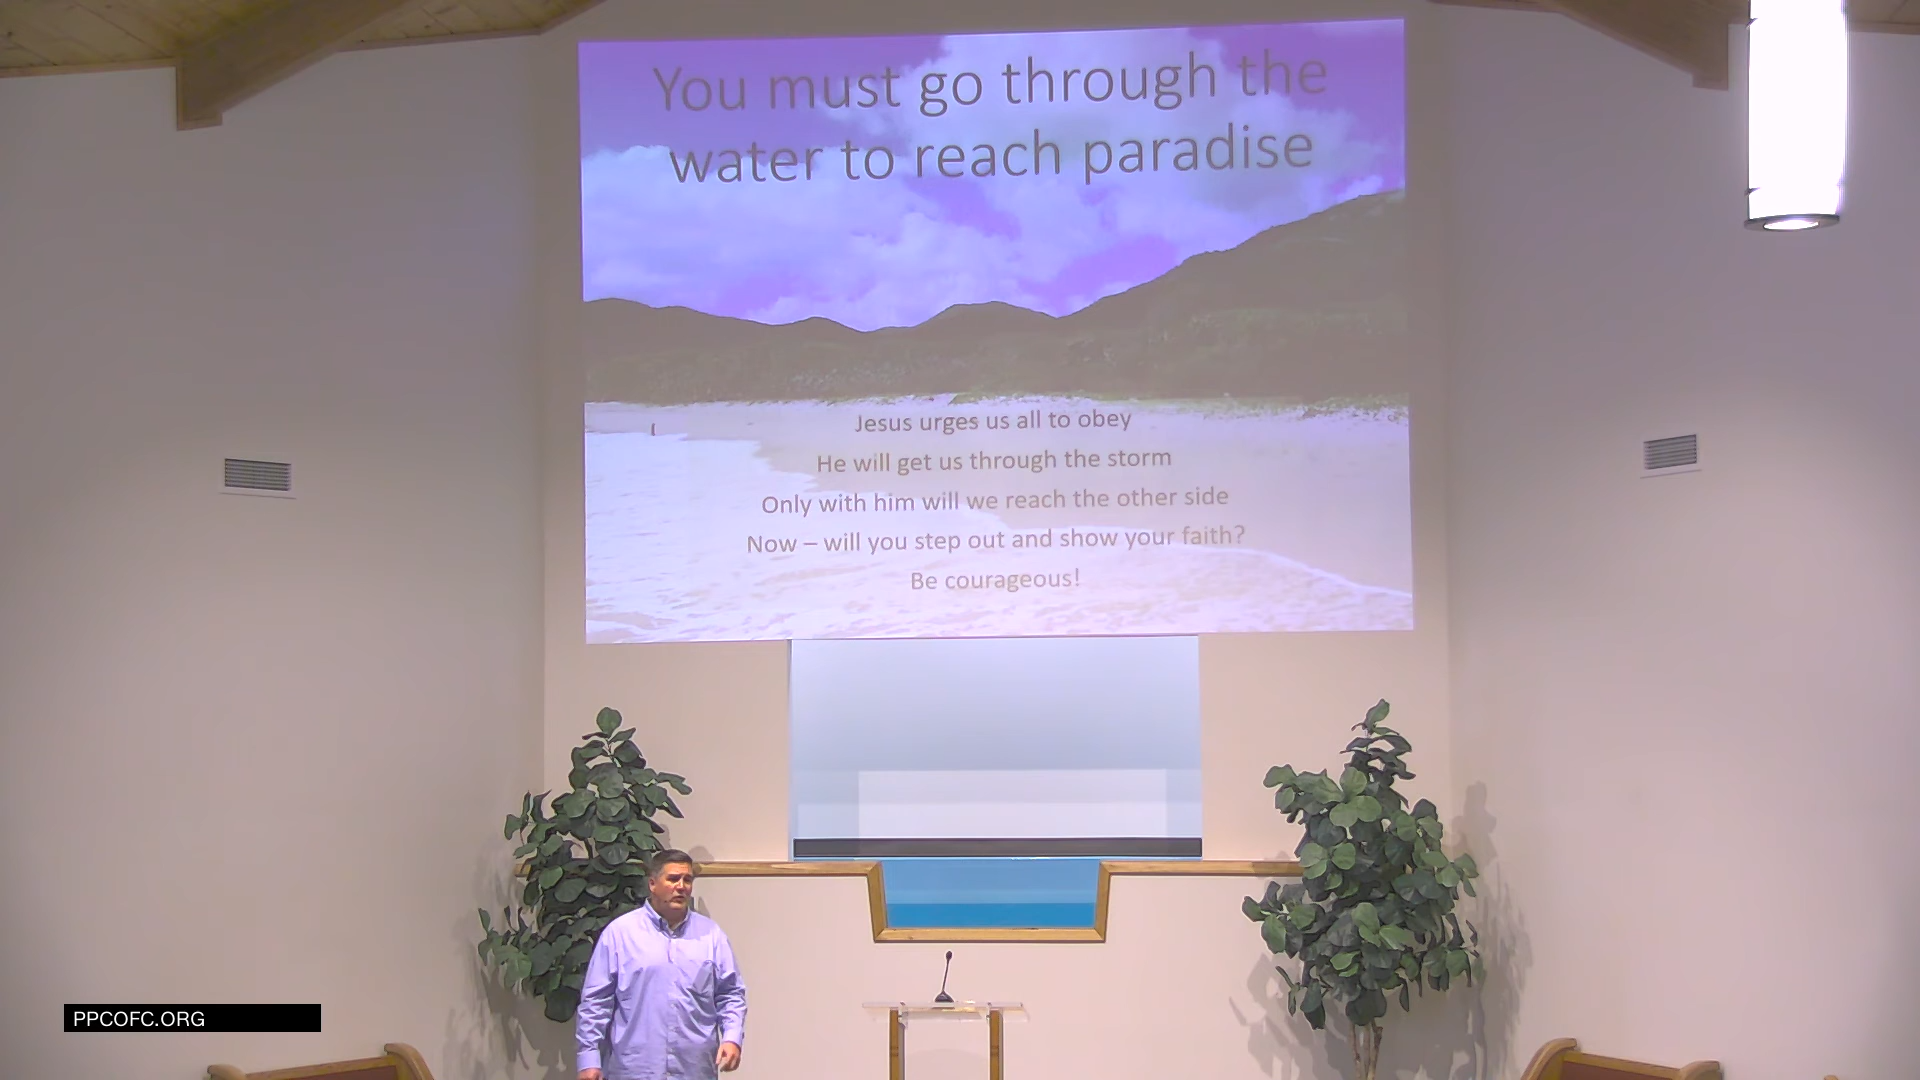 You must go through the
water to reach paradise
Jesus urges us all to obey
He will get us through the storm
Only with him will we reach the other side
Now – will you step out and show your faith?
Be courageous!
PPCOFC.ORG